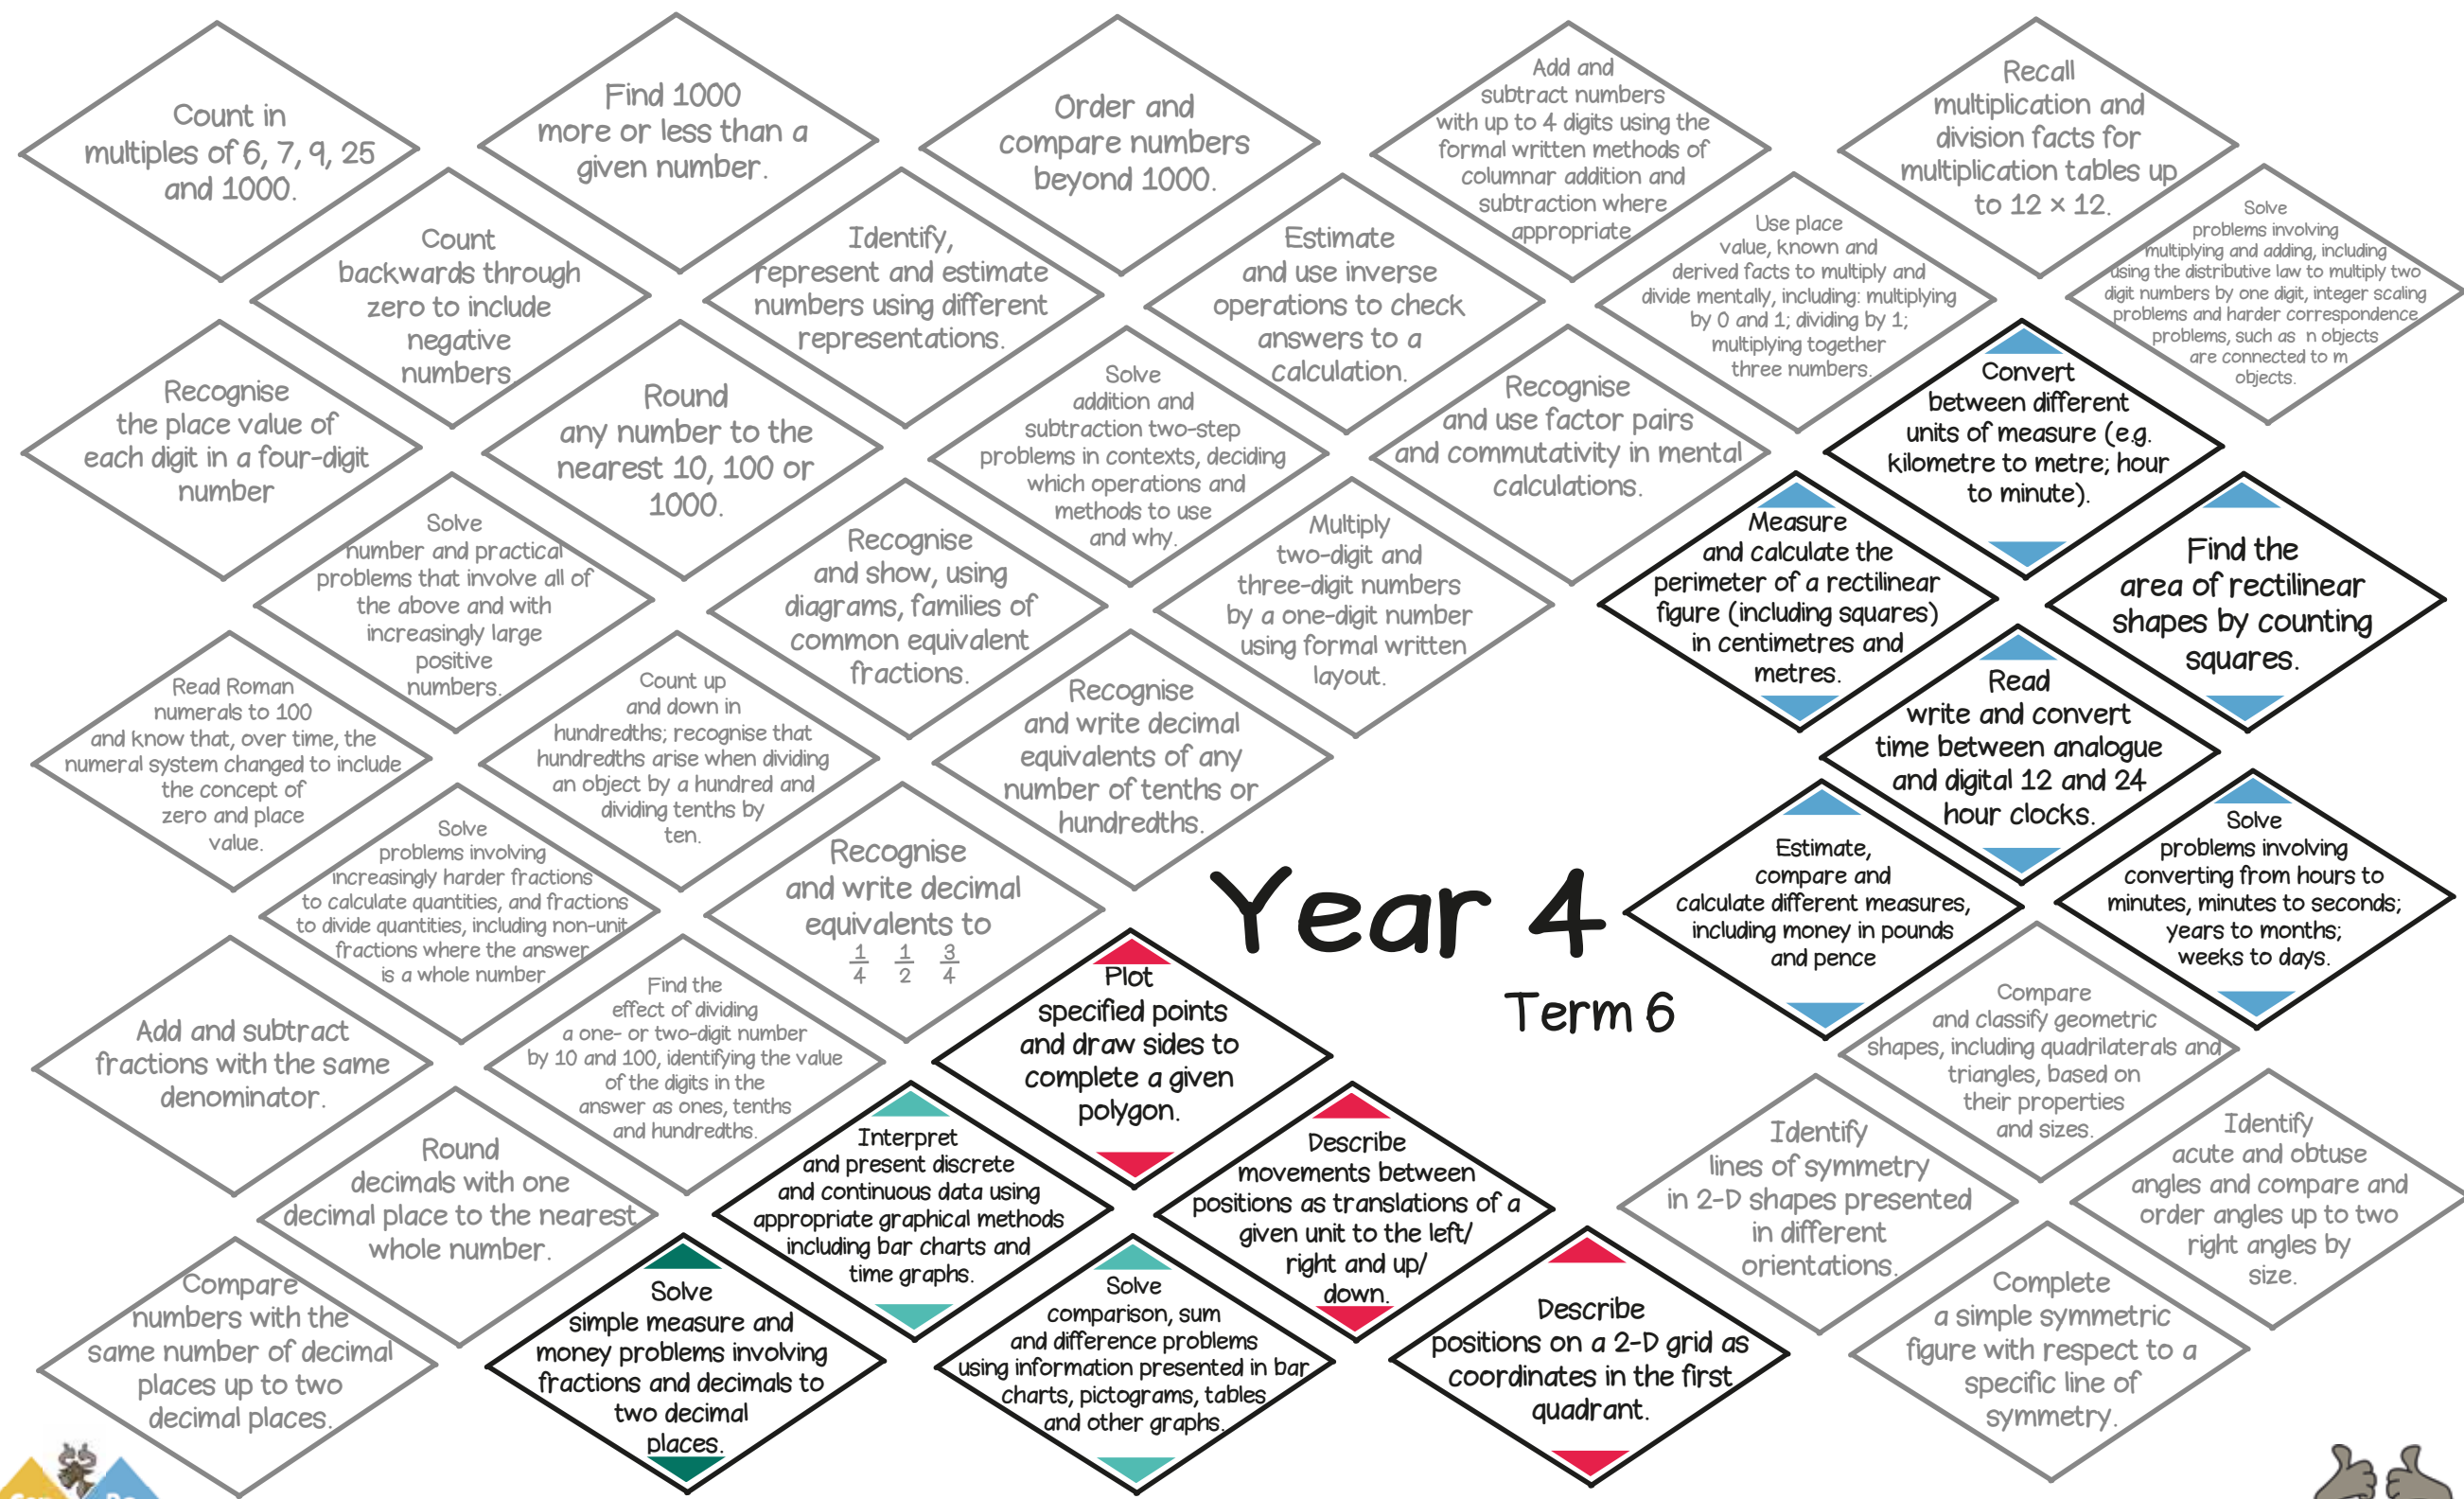 Count in
multiples of 6, 7, 9, 25
and 1000.
Find 1000
more or less than a
given number.
Order and
compare numbers
beyond 1000.
Add and
subtract numbers
with up to 4 digits using the
formal written methods of
columnar addition and
subtraction where
appropriate
Recall
multiplication and
division facts for
multiplication tables up
to 12 × 12.
Count
backwards through
zero to include
negative
numbers
Identify,
represent and estimate
numbers using different
representations.
Estimate
and use inverse
operations to check
answers to a
calculation.
Use place
value, known and
derived facts to multiply and
divide mentally, including: multiplying
by 0 and 1; dividing by 1;
multiplying together
three numbers.
Solve
problems involving
multiplying and adding, including
using the distributive law to multiply two
digit numbers by one digit, integer scaling
problems and harder correspondence
problems, such as n objects
are connected to m
objects.
Recognise
the place value of
each digit in a four-digit
number
Round
any number to the
nearest 10, 100 or
1000.
Solve
addition and
subtraction two-step
problems in contexts, deciding
which operations and
methods to use
and why.
Recognise
and use factor pairs
and commutativity in mental
calculations.
Convert
between different
units of measure (e.g.
kilometre to metre; hour
to minute).
Solve
number and practical
problems that involve all of
the above and with
increasingly large
positive
numbers.
Recognise
and show, using
diagrams, families of
common equivalent
fractions.
Multiply
two-digit and
three-digit numbers
by a one-digit number
using formal written
layout.
Measure
and calculate the
perimeter of a rectilinear
figure (including squares)
in centimetres and
metres.
Find the
area of rectilinear
shapes by counting
squares.
Read Roman
numerals to 100
and know that, over time, the
numeral system changed to include
the concept of
zero and place
value.
Count up
and down in
hundredths; recognise that
hundredths arise when dividing
an object by a hundred and
dividing tenths by
ten.
Recognise
and write decimal
equivalents of any
number of tenths or
hundredths.
Read
write and convert
time between analogue
and digital 12 and 24
hour clocks.
Solve
problems involving
increasingly harder fractions
to calculate quantities, and fractions
to divide quantities, including non-unit
fractions where the answer
is a whole number
Recognise
and write decimal
equivalents to
1/4 1/2 3/4
Year 4
Term 6
Estimate,
compare and
calculate different measures,
including money in pounds
and pence
Solve
problems involving
converting from hours to
minutes, minutes to seconds;
years to months;
weeks to days.
Add and subtract
fractions with the same
denominator.
Find the
effect of dividing
a one- or two-digit number
by 10 and 100, identifying the value
of the digits in the
answer as ones, tenths
and hundredths.
Plot
specified points
and draw sides to
complete a given
polygon.
Compare
and classify geometric
shapes, including quadrilaterals and
triangles, based on
their properties
and sizes.
Round
decimals with one
decimal place to the nearest
whole number.
Interpret
and present discrete
and continuous data using
appropriate graphical methods
including bar charts and
time graphs.
Describe
movements between
positions as translations of a
given unit to the left/
right and up/
down.
Identify
lines of symmetry
in 2-D shapes presented
in different
orientations.
Identify
acute and obtuse
angles and compare and
order angles up to two
right angles by
size.
Compare
numbers with the
same number of decimal
places up to two
decimal places.
Solve
simple measure and
money problems involving
fractions and decimals to
two decimal
places.
Solve
comparison, sum
and difference problems
using information presented in bar
charts, pictograms, tables
and other graphs.
Describe
positions on a 2-D grid as
coordinates in the first
quadrant.
Complete
a simple symmetric
figure with respect to a
specific line of
symmetry.